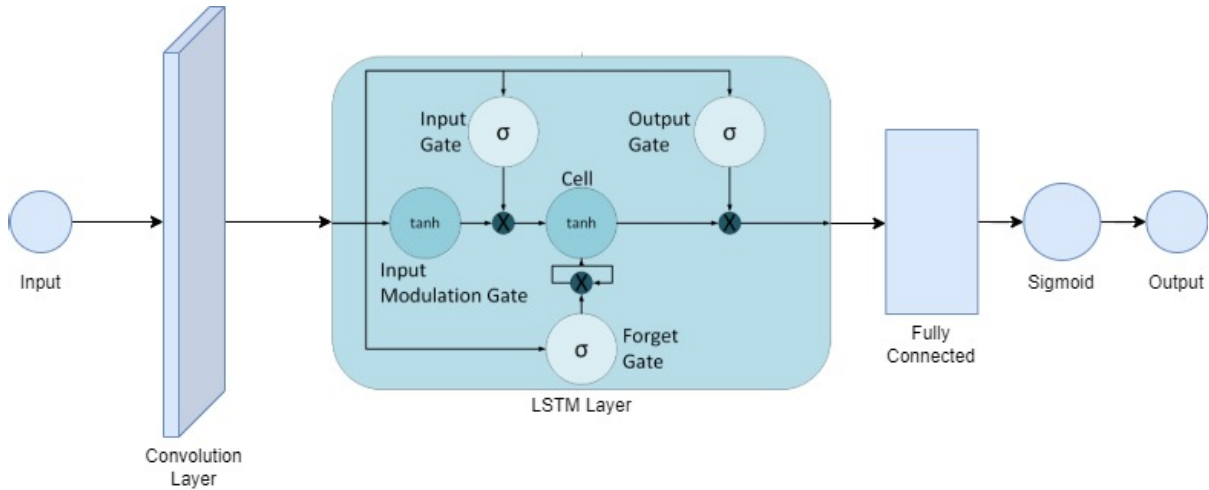 Input
Gate
σ
Output
Gate
σ
Cell
tanh
X
tanh
X
Input
Modulation Gate
X
σ
Forget
Gate
LSTM Layer
Input
Convolution
Layer
Fully
Connected
Sigmoid
Output